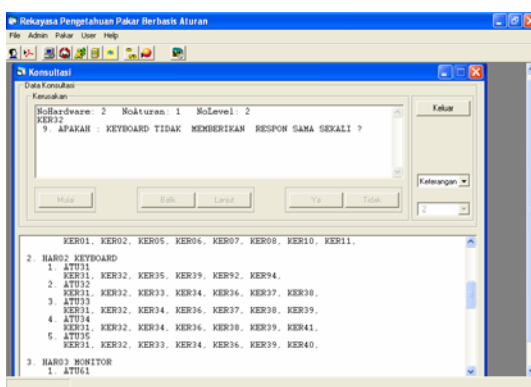 Rekayasa Pengetahuan Pakar Berbasis Aturan
File Admin Pakar User Help
Konsultasi
Data Konsultasi
Kerusakan
NoHardware: 2 NoAturan: 1 NoLevel: 2
KER32
9. APAKAH : KEYBOARD TIDAK MEMBERIKAN RESPON SAMA SEKALI ?
Keluar
Keterangan
Mulai Balik Lanjut Ya Tidak
2
KER01, KER02, KER05, KER06, KER07, KER08, KER10, KER11,
2. HAR02 KEYBOARD
1. ATU31
KER31, KER32, KER35, KER39, KER92, KER94,
2. ATU32
KER31, KER32, KER33, KER34, KER36, KER37, KER38,
3. ATU33
KER31, KER32, KER34, KER36, KER37, KER38, KER39,
4. ATU34
KER31, KER32, KER34, KER36, KER38, KER39, KER41,
5. ATU35
KER31, KER32, KER33, KER34, KER36, KER39, KER40,
3. HAR03 MONITOR
1. ATU61